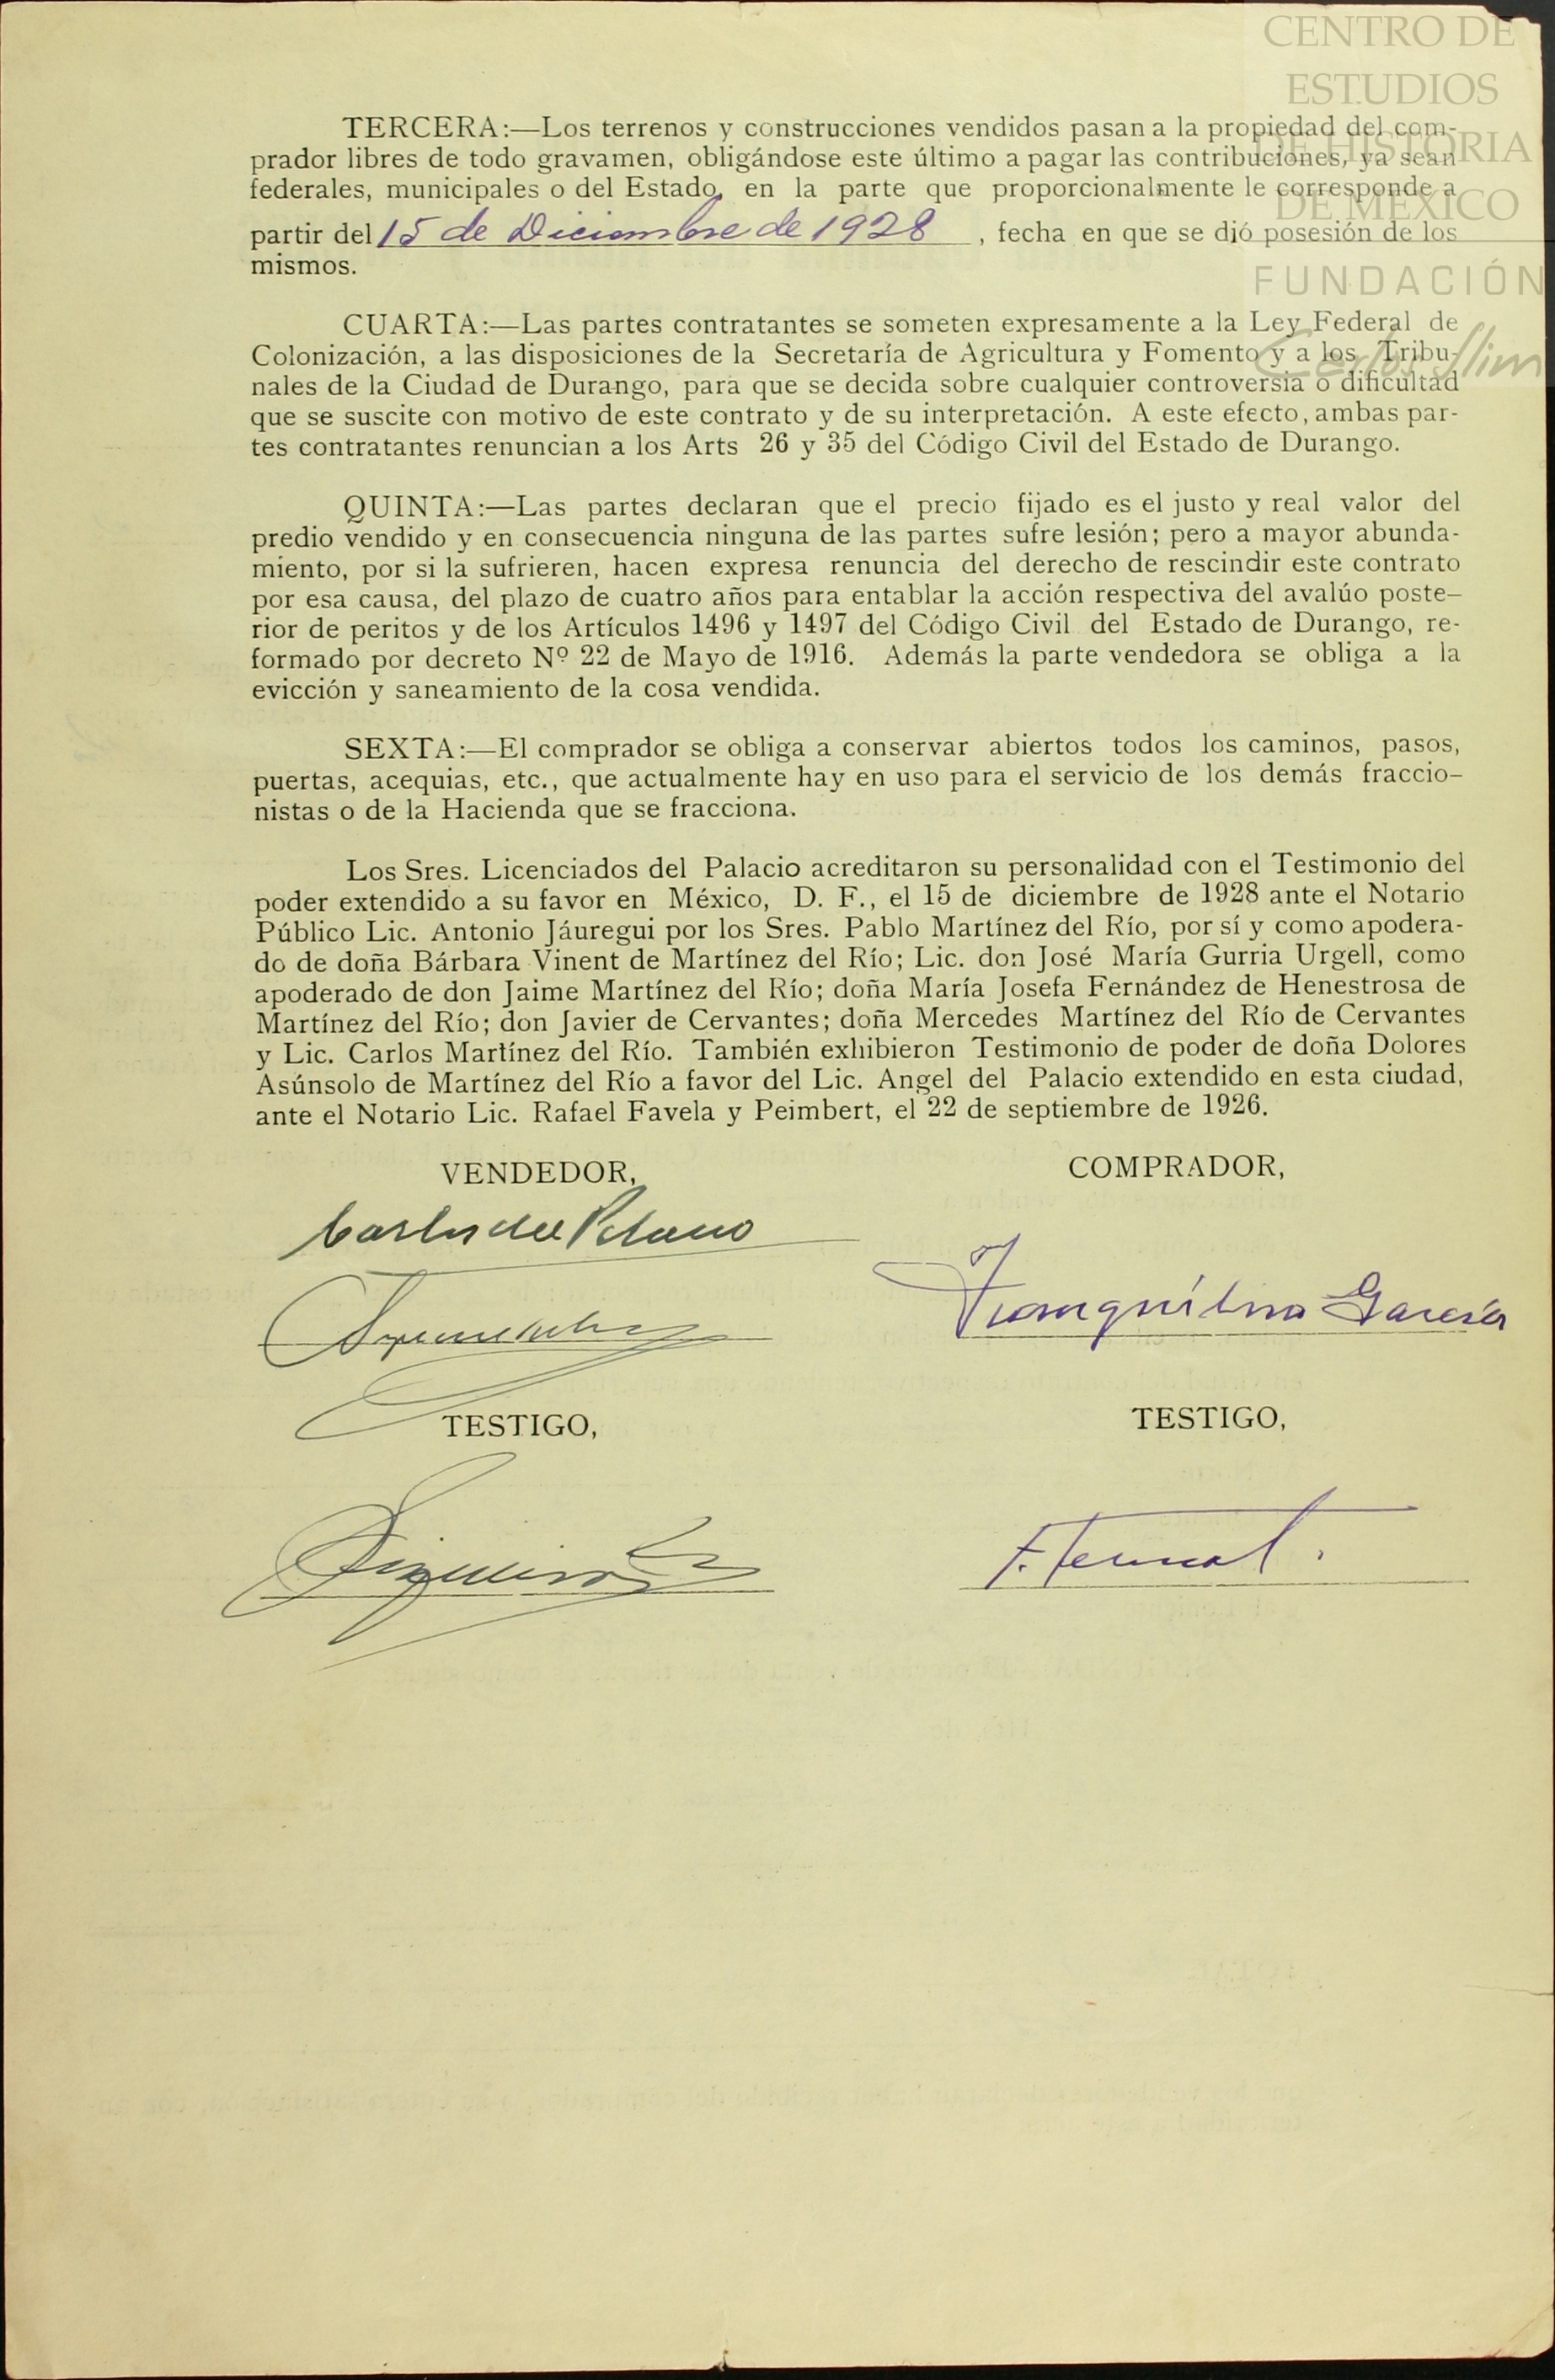 CENTRO DE
ESTUDIOS
DE HISTORIA
DE MÉXICO
FUNDACIÓN
Carlos Slim
TERCERA:—Los terrenos y construcciones vendidos pasan a la propiedad del com-
prador libres de todo gravamen, obligándose este último a pagar las contribuciones, ya sean
federales, municipales o del Estado, en la parte que proporcionalmente le corresponde a
partir del 15 de Diciembre de 1928, fecha en que se dió posesión de los
mismos.
CUARTA:—Las partes contratantes se someten expresamente a la Ley Federal de
Colonización, a las disposiciones de la Secretaría de Agricultura y Fomento y a los Tribu-
nales de la Ciudad de Durango, para que se decida sobre cualquier controversia o dificultad
que se suscite con motivo de este contrato y de su interpretación. A este efecto, ambas par-
tes contratantes renuncian a los Arts 26 y 35 del Código Civil del Estado de Durango.
QUINTA:—Las partes declaran que el precio fijado es el justo y real valor del
predio vendido y en consecuencia ninguna de las partes sufre lesión; pero a mayor abunda-
miento, por si la sufrieren, hacen expresa renuncia del derecho de rescindir este contrato
por esa causa, del plazo de cuatro años para entablar la acción respectiva del avalúo poste-
rior de peritos y de los Artículos 1496 y 1497 del Código Civil del Estado de Durango, re-
formado por decreto Nº 22 de Mayo de 1916. Además la parte vendedora se obliga a la
evicción y saneamiento de la cosa vendida.
SEXTA:—El comprador se obliga a conservar abiertos todos los caminos, pasos,
puertas, acequias, etc., que actualmente hay en uso para el servicio de los demás fraccio-
nistas o de la Hacienda que se fracciona.
Los Sres. Licenciados del Palacio acreditaron su personalidad con el Testimonio del
poder extendido a su favor en México, D. F., el 15 de diciembre de 1928 ante el Notario
Público Lic. Antonio Jáuregui por los Sres. Pablo Martínez del Río, por sí y como apodera-
do de doña Bárbara Vinent de Martínez del Río; Lic. don José María Gurria Urgell, como
apoderado de don Jaime Martínez del Río; doña María Josefa Fernández de Henestrosa de
Martínez del Río; don Javier de Cervantes; doña Mercedes Martínez del Río de Cervantes
y Lic. Carlos Martínez del Río. También exhibieron Testimonio de poder de doña Dolores
Asúnsolo de Martínez del Río a favor del Lic. Angel del Palacio extendido en esta ciudad,
ante el Notario Lic. Rafael Favela y Peimbert, el 22 de septiembre de 1926.
VENDEDOR,
COMPRADOR,
Carlos del Palacio
Tranquilino García
TESTIGO,
TESTIGO,